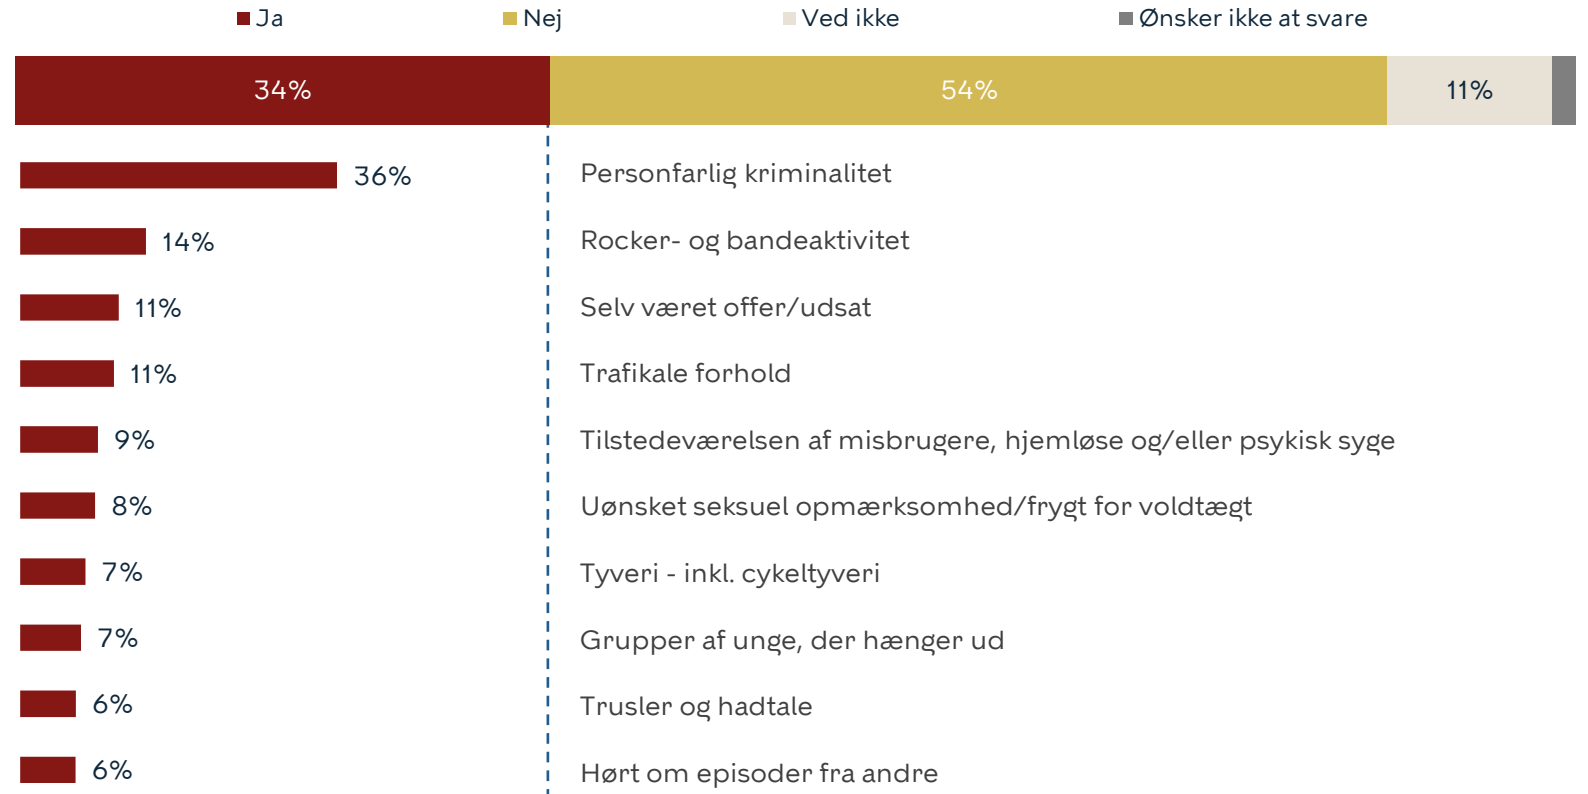 Ja Nej Ved ikke Ønsker ikke at svare
34% 54% 11%
36% Personfarlig kriminalitet
14% Rocker- og bandeaktivitet
11% Selv været offer/udsat
11% Trafikale forhold
9% Tilstedeværelsen af misbrugere, hjemløse og/eller psykisk syge
8% Uønsket seksuel opmærksomhed/frygt for voldtægt
7% Tyveri - inkl. cykeltyveri
7% Grupper af unge, der hænger ud
6% Trusler og hadtale
6% Hørt om episoder fra andre